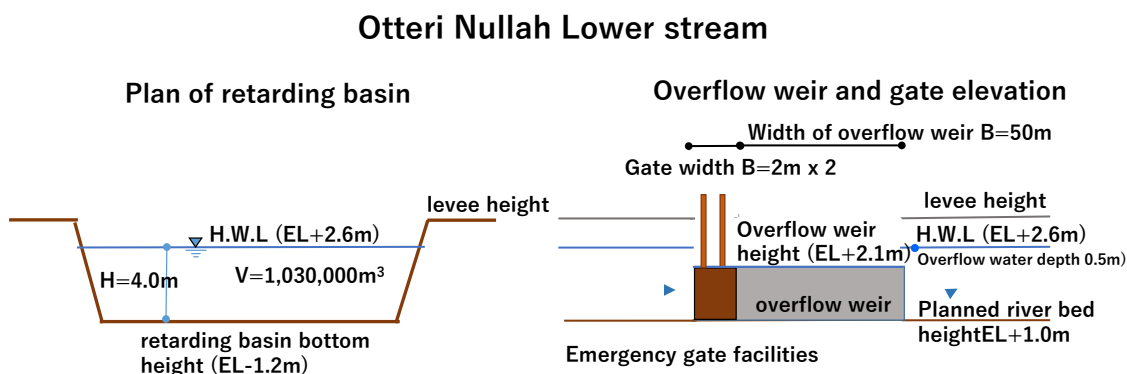 Otteri Nullah Lower stream
Plan of retarding basin
levee height
H.W.L (EL+2.6m)
H=4.0m
V=1,030,000m³
retarding basin bottom
height (EL-1.2m)
Overflow weir and gate elevation
Width of overflow weir B=50m
Gate width B=2m x 2
levee height
Overflow weir
height (EL+2.1m)
H.W.L (EL+2.6m)
Overflow water depth 0.5m)
overflow weir
Planned river bed
heightEL+1.0m
Emergency gate facilities